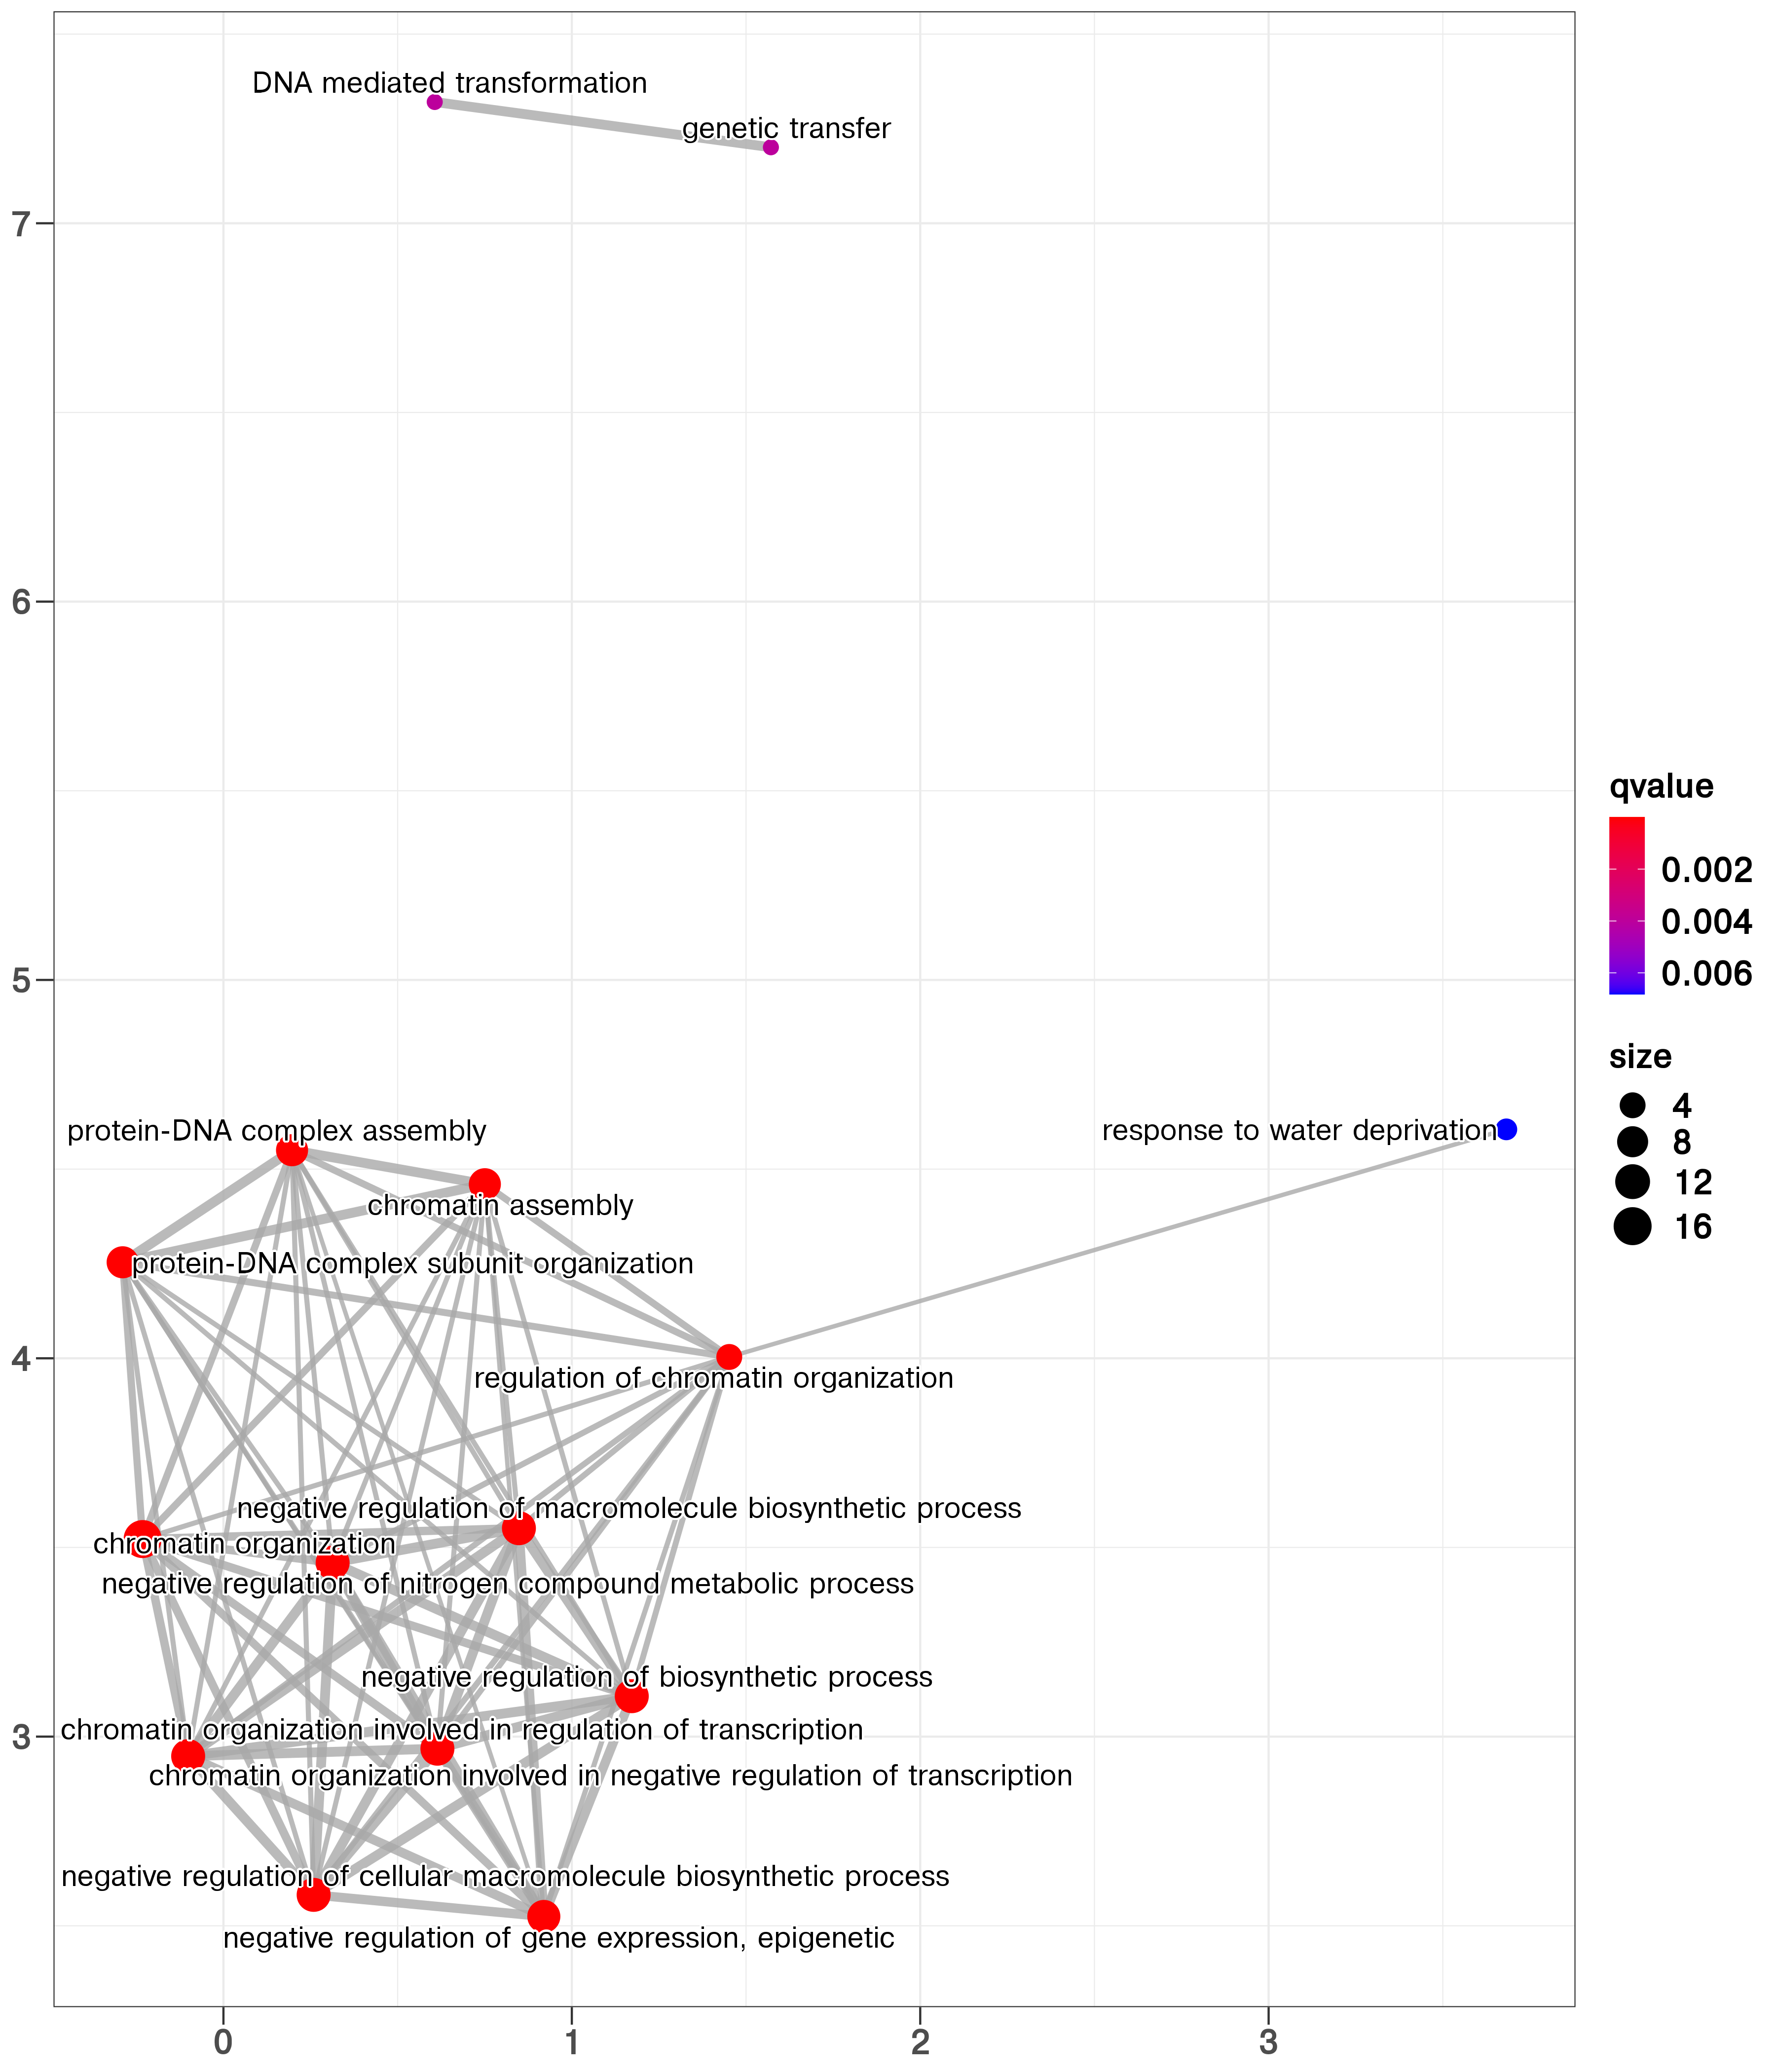 DNA mediated transformation
genetic transfer
7
6
qvalue
0.002
0.004
0.006
5
size
4
8
12
16
protein-DNA complex assembly
response to water deprivation
chromatin assembly
protein-DNA complex subunit organization
4
regulation of chromatin organization
negative regulation of macromolecule biosynthetic process
chromatin organization
negative regulation of nitrogen compound metabolic process
negative regulation of biosynthetic process
chromatin organization involved in regulation of transcription
3
chromatin organization involved in negative regulation of transcription
negative regulation of cellular macromolecule biosynthetic process
negative regulation of gene expression, epigenetic
0 1 2 3